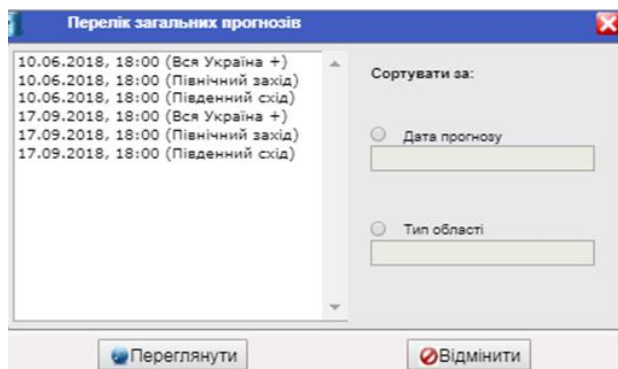 Перелік загальних прогнозів
10.06.2018, 18:00 (Вся Україна +)
10.06.2018, 18:00 (Північний захід)
10.06.2018, 18:00 (Південний схід)
17.09.2018, 18:00 (Вся Україна +)
17.09.2018, 18:00 (Північний захід)
17.09.2018, 18:00 (Південний схід)
Сортувати за:
Дата прогнозу
Тип області
Переглянути
Відмінити